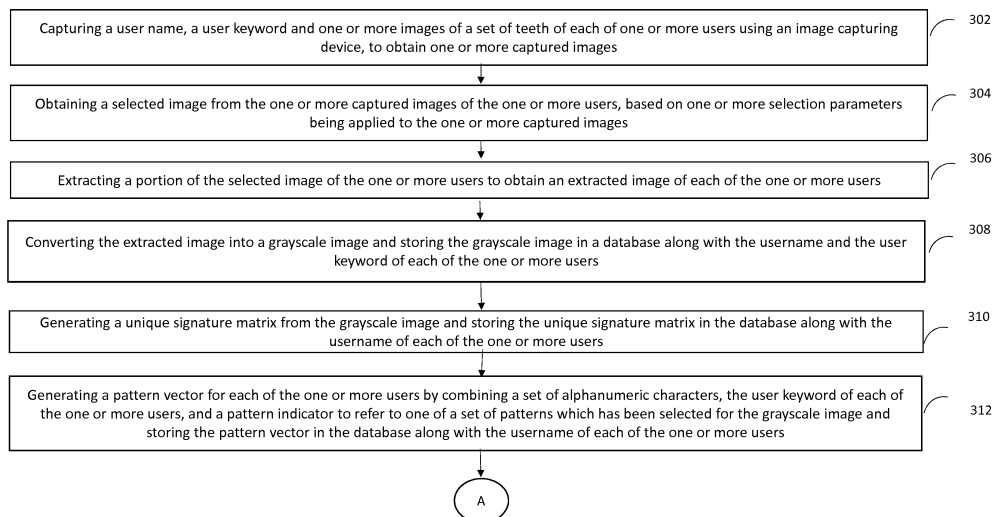 Capturing a user name, a user keyword and one or more images of a set of teeth of each of one or more users using an image capturing
device, to obtain one or more captured images
302
Obtaining a selected image from the one or more captured images of the one or more users, based on one or more selection parameters
being applied to the one or more captured images
304
Extracting a portion of the selected image of the one or more users to obtain an extracted image of each of the one or more users
306
Converting the extracted image into a grayscale image and storing the grayscale image in a database along with the username and the user
keyword of each of the one or more users
308
Generating a unique signature matrix from the grayscale image and storing the unique signature matrix in the database along with the
username of each of the one or more users
310
Generating a pattern vector for each of the one or more users by combining a set of alphanumeric characters, the user keyword of each of
the one or more users, and a pattern indicator to refer to one of a set of patterns which has been selected for the grayscale image and
storing the pattern vector in the database along with the username of each of the one or more users
312
A